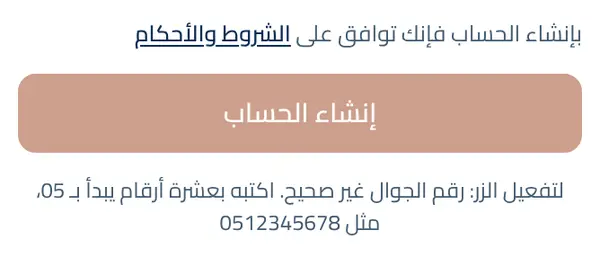 بإنشاء الحساب فإنك توافق على الشروط والأحكام
إنشاء الحساب
لتفعيل الزر: رقم الجوال غير صحيح. اكتبه بعشرة أرقام يبدأ بـ 05،
مثل 0512345678